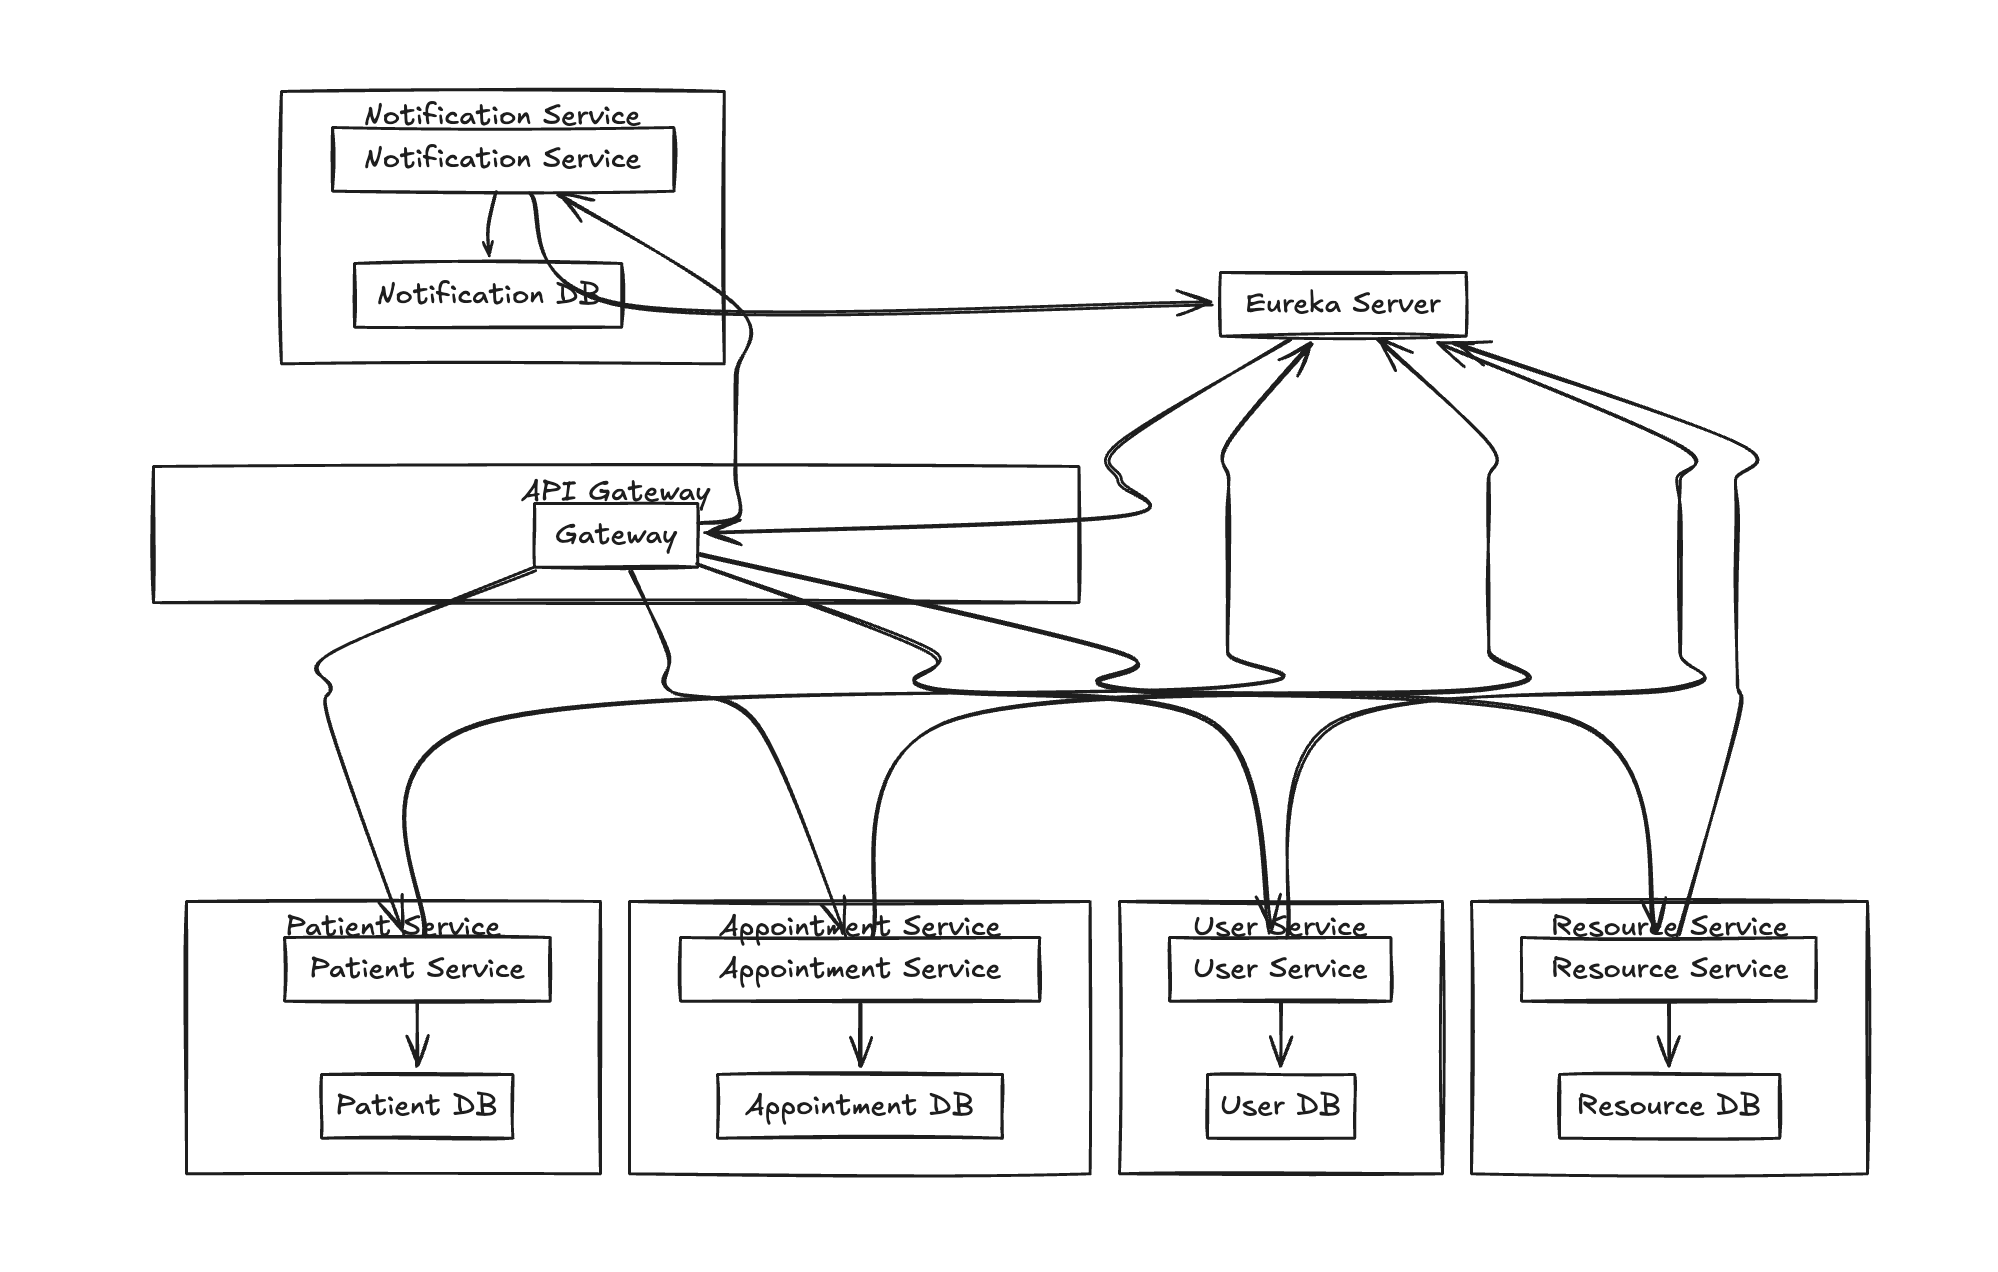 Notification Service
Notification Service
Notification DB
Eureka Server
API Gateway
Gateway
Patient Service
Patient Service
Patient DB
Appointment Service
Appointment Service
Appointment DB
User Service
User Service
User DB
Resource Service
Resource Service
Resource DB